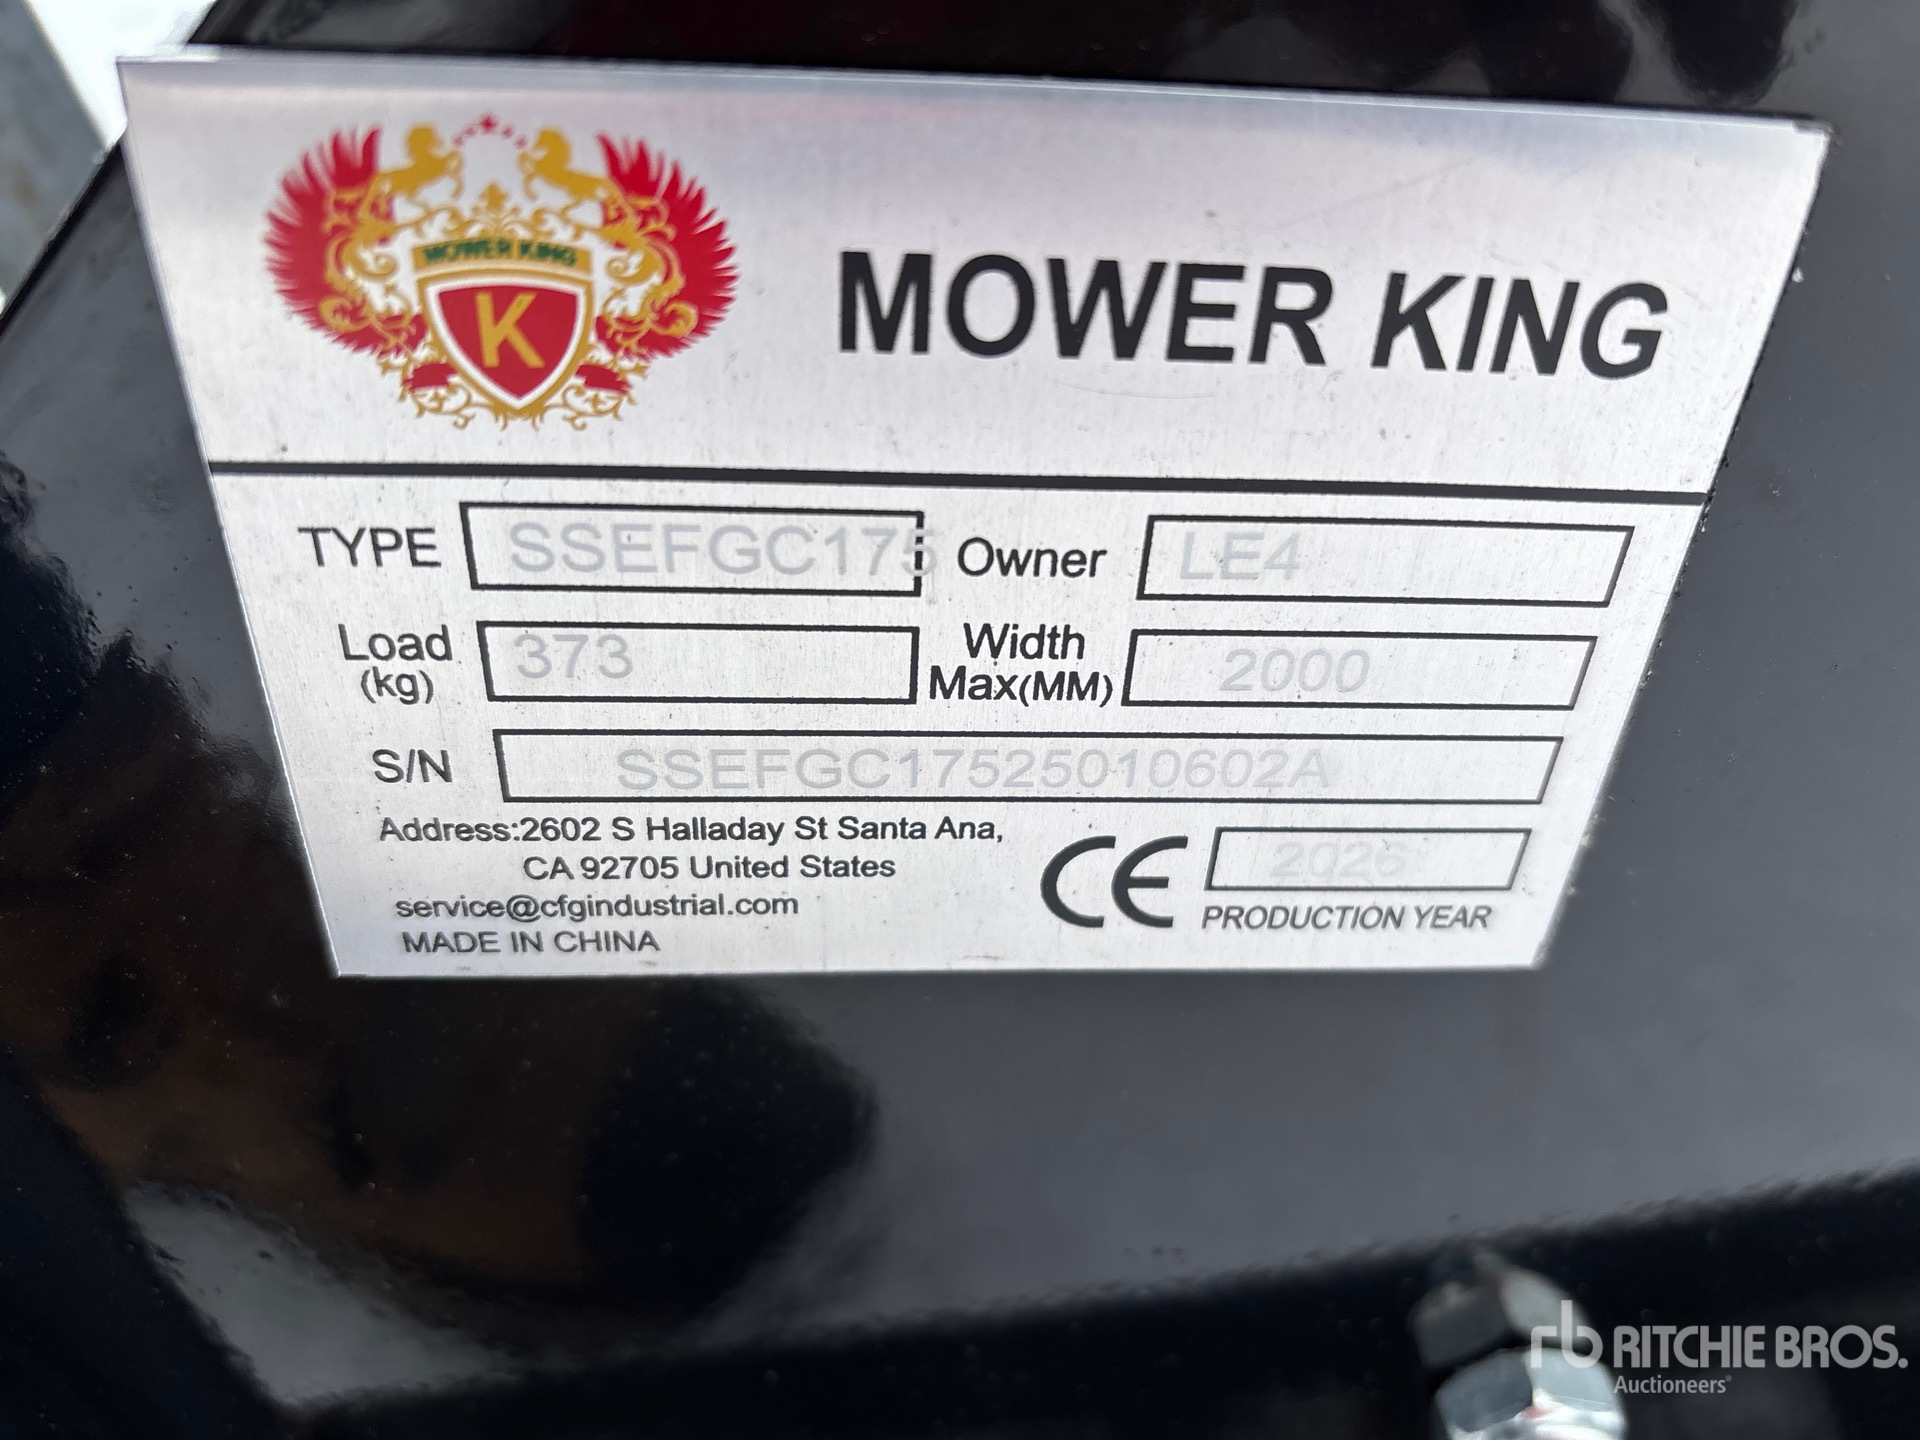 MOWER KING
K
MOWER KING
TYPE SSEFGC175 Owner LE4
Load (kg) 373 Width Max(MM) 2000
S/N SSEFGC17525010602A
Address:2602 S Halladay St Santa Ana,
CA 92705 United States
service@cfgindustrial.com
MADE IN CHINA
CE 2026
PRODUCTION YEAR
rb RITCHIE BROS.
Auctioneers